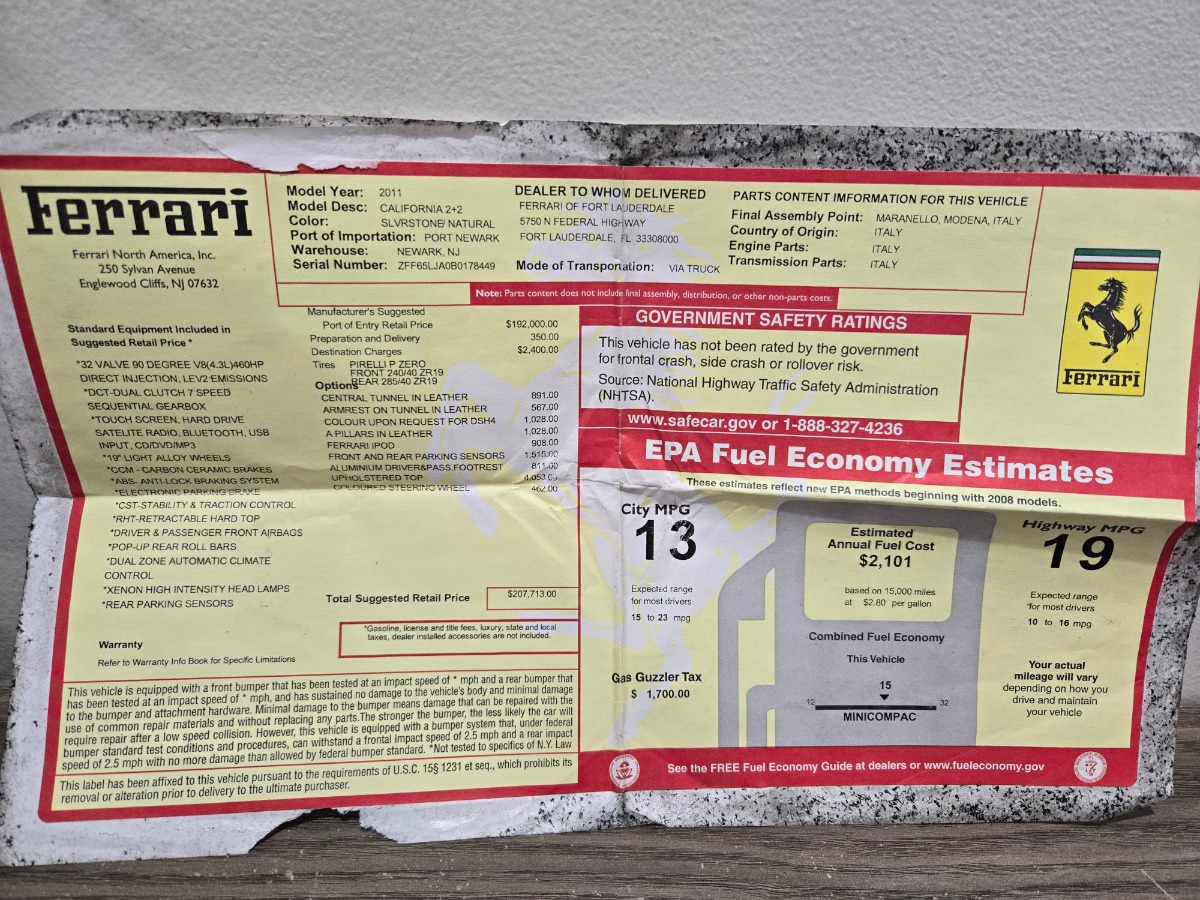 Ferrari
Ferrari North America, Inc.
250 Sylvan Avenue
Englewood Cliffs, NJ 07632
Model Year: 2011
Model Desc: CALIFORNIA 2+2
Color: SLVRSTONE/ NATURAL
Port of Importation: PORT NEWARK
Warehouse: NEWARK, NJ
Serial Number: ZFF65LJA0B0178449
DEALER TO WHOM DELIVERED
FERRARI OF FORT LAUDERDALE
5750 N FEDERAL HIGHWAY
FORT LAUDERDALE, FL 33308000
Mode of Transporation: VIA TRUCK
PARTS CONTENT IMFORMATION FOR THIS VEHICLE
Final Assembly Point: MARANELLO, MODENA, ITALY
Country of Origin: ITALY
Engine Parts: ITALY
Transmission Parts: ITALY
Note: Parts content does not include final assembly, distribution, or other non-parts costs.
Ferrari
Standard Equipment Included in
Suggested Retail Price *
*32 VALVE 90 DEGREE V8(4.3L)460HP
DIRECT INJECTION, LEV2 EMISSIONS
*DCT-DUAL CLUTCH 7 SPEED
SEQUENTIAL GEARBOX
*TOUCH SCREEN, HARD DRIVE
SATELITE RADIO, BLUETOOTH, USB
INPUT, CD/DVD/MP3
*19" LIGHT ALLOY WHEELS
*CCM - CARBON CERAMIC BRAKES
*ABS- ANTI-LOCK BRAKING SYSTEM
*ELECTRONIC PARKING BRAKE
*CST-STABILITY & TRACTION CONTROL
*RHT-RETRACTABLE HARD TOP
*DRIVER & PASSENGER FRONT AIRBAGS
*POP-UP REAR ROLL BARS
*DUAL ZONE AUTOMATIC CLIMATE
CONTROL
*XENON HIGH INTENSITY HEAD LAMPS
*REAR PARKING SENSORS
Warranty
Refer to Warranty Info Book for Specific Limitations
Manufacturer's Suggested
Port of Entry Retail Price $192,000.00
Preparation and Delivery 350.00
Destination Charges $2,400.00
Tires PIRELLI P ZERO
FRONT 240/40 ZR19
REAR 285/40 ZR19
Options
CENTRAL TUNNEL IN LEATHER 891.00
ARMREST ON TUNNEL IN LEATHER 567.00
COLOUR UPON REQUEST FOR DSH4 1,028.00
A PILLARS IN LEATHER 1,028.00
FERRARI IPOD 908.00
FRONT AND REAR PARKING SENSORS 1,515.00
ALUMINIUM DRIVER&PASS.FOOTREST 811.00
UPHOLSTERED TOP 4,053.00
COLOURED STEERING WHEEL 462.00
Total Suggested Retail Price $207,713.00
*Gasoline, license and title fees, luxury, state and local
taxes, dealer installed accessories are not included.
This vehicle is equipped with a front bumper that has been tested at an impact speed of * mph and a rear bumper that
has been tested at an impact speed of * mph, and has sustained no damage to the vehicle's body and minimal damage
to the bumper and attachment hardware. Minimal damage to the bumper means damage that can be repaired with the
use of common repair materials and without replacing any parts.The stronger the bumper, the less likely the car will
require repair after a low speed collision. However, this vehicle is equipped with a bumper system that, under federal
bumper standard test conditions and procedures, can withstand a frontal impact speed of 2.5 mph and a rear impact
speed of 2.5 mph with no more damage than allowed by federal bumper standard. *Not tested to specifics of N.Y. Law
This label has been affixed to this vehicle pursuant to the requirements of U.S.C. 15§ 1231 et seq., which prohibits its
removal or alteration prior to delivery to the ultimate purchaser.
GOVERNMENT SAFETY RATINGS
This vehicle has not been rated by the government
for frontal crash, side crash or rollover risk.
Source: National Highway Traffic Safety Administration
(NHTSA).
www.safecar.gov or 1-888-327-4236
EPA Fuel Economy Estimates
These estimates reflect new EPA methods beginning with 2008 models.
City MPG
13
Expected range
for most drivers
15 to 23 mpg
Gas Guzzler Tax
$ 1,700.00
Estimated
Annual Fuel Cost
$2,101
based on 15,000 miles
at $2.80 per gallon
Combined Fuel Economy
This Vehicle
15
12 32
MINICOMPAC
Highway MPG
19
Expected range
for most drivers
10 to 16 mpg
Your actual
mileage will vary
depending on how you
drive and maintain
your vehicle
See the FREE Fuel Economy Guide at dealers or www.fueleconomy.gov